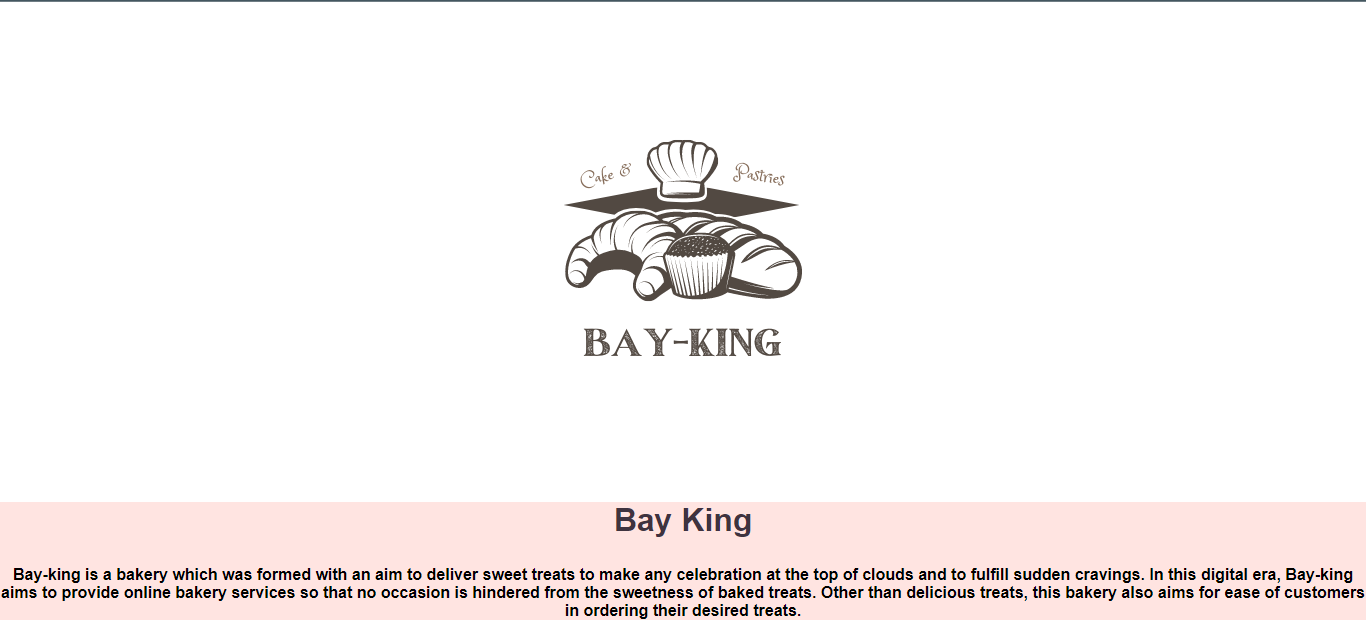 Cake & Pastries
BAY-KING
Bay King
Bay-king is a bakery which was formed with an aim to deliver sweet treats to make any celebration at the top of clouds and to fulfill sudden cravings. In this digital era, Bay-king
aims to provide online bakery services so that no occasion is hindered from the sweetness of baked treats. Other than delicious treats, this bakery also aims for ease of customers
in ordering their desired treats.